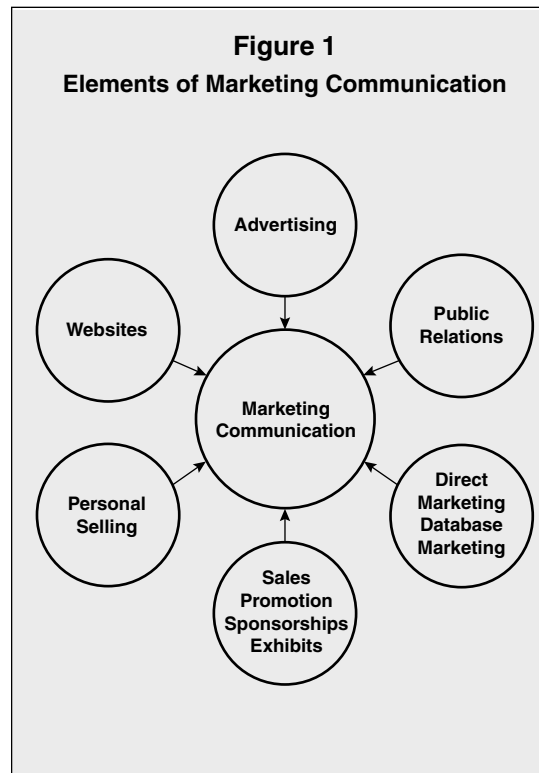 Figure 1
Elements of Marketing Communication
Advertising
Websites
Public
Relations
Marketing
Communication
Personal
Selling
Direct
Marketing
Database
Marketing
Sales
Promotion
Sponsorships
Exhibits